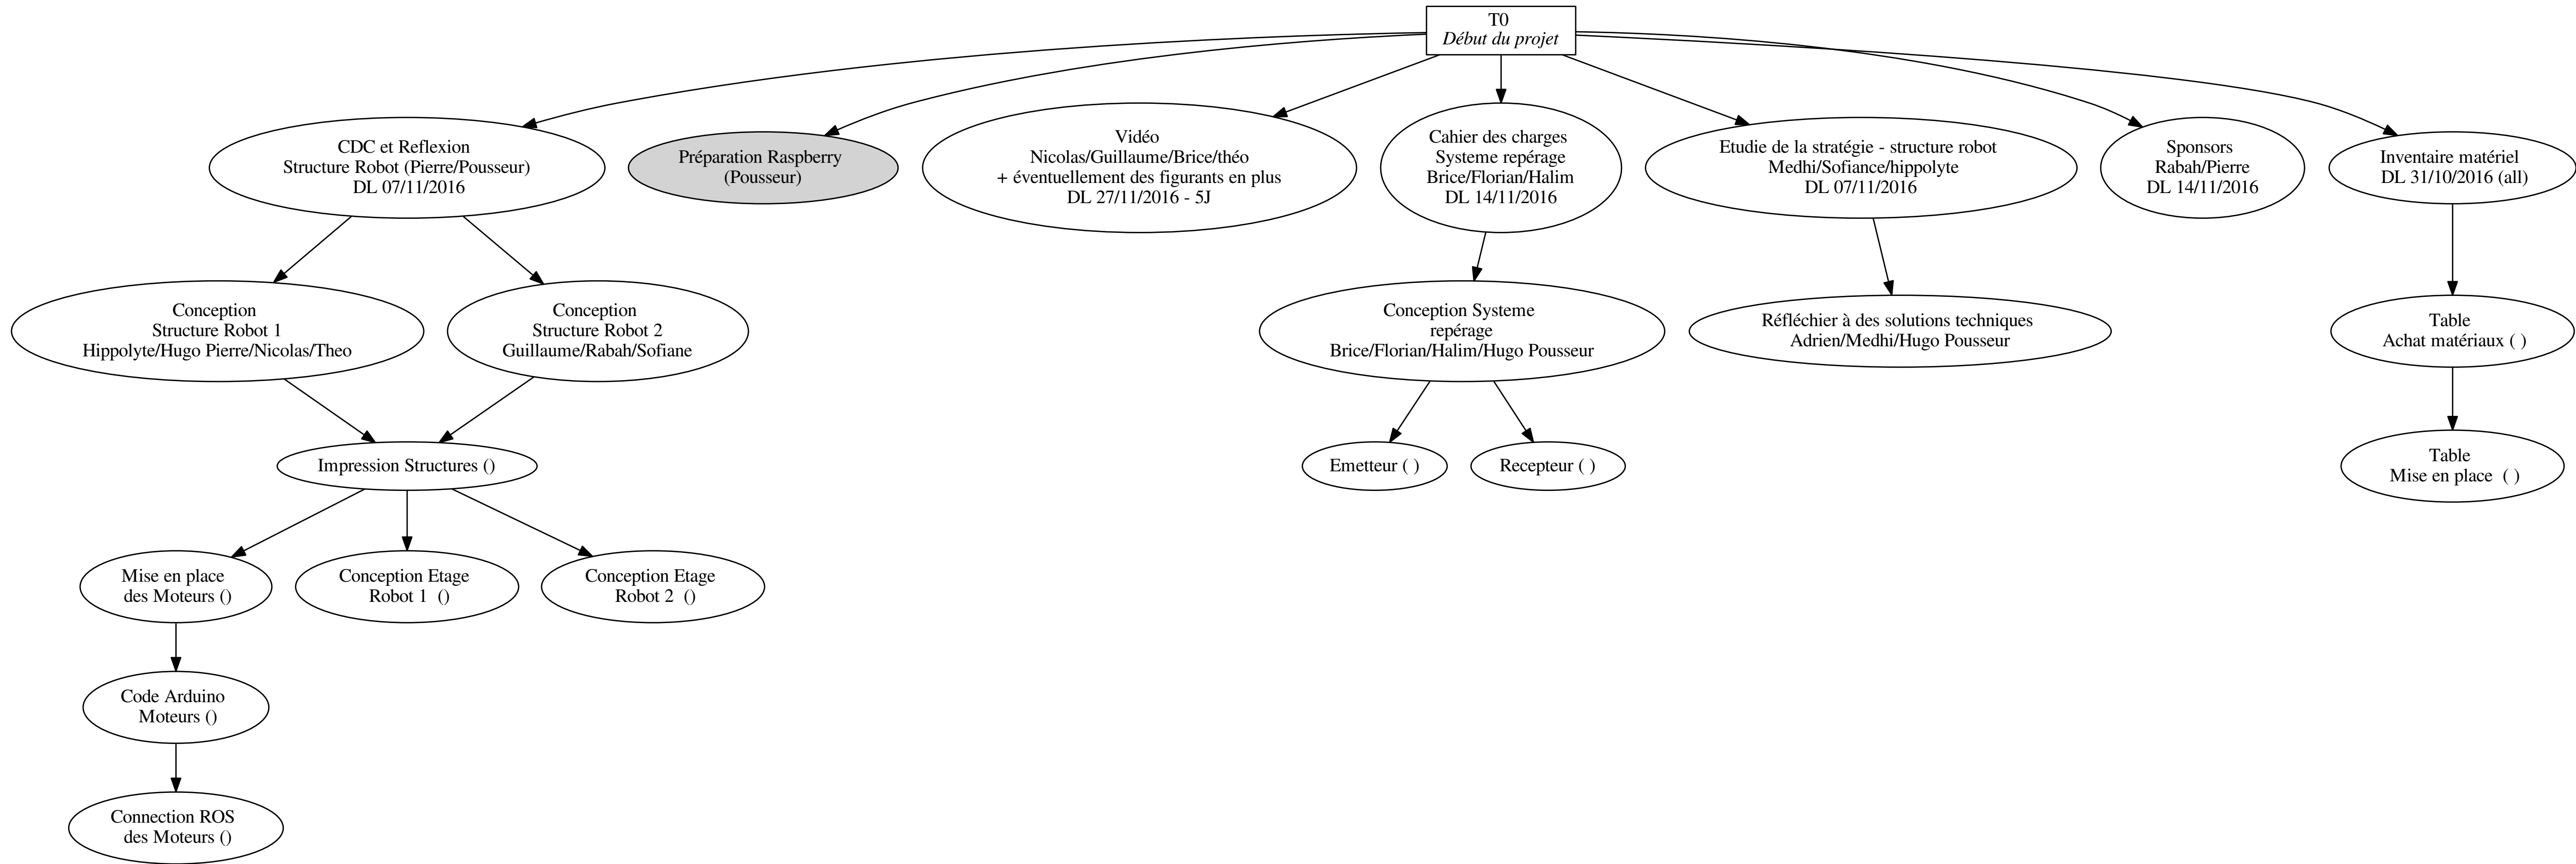 T0
Début du projet
CDC et Reflexion
Structure Robot (Pierre/Pousseur)
DL 07/11/2016
Préparation Raspberry
(Pousseur)
Vidéo
Nicolas/Guillaume/Brice/théo
+ éventuellement des figurants en plus
DL 27/11/2016 - 5J
Cahier des charges
Systeme repérage
Brice/Florian/Halim
DL 14/11/2016
Etudie de la stratégie - structure robot
Medhi/Sofiance/hippolyte
DL 07/11/2016
Sponsors
Rabah/Pierre
DL 14/11/2016
Inventaire matériel
DL 31/10/2016 (all)
Conception
Structure Robot 1
Hippolyte/Hugo Pierre/Nicolas/Theo
Conception
Structure Robot 2
Guillaume/Rabah/Sofiane
Conception Systeme
repérage
Brice/Florian/Halim/Hugo Pousseur
Réfléchier à des solutions techniques
Adrien/Medhi/Hugo Pousseur
Table
Achat matériaux ( )
Impression Structures ()
Emetteur ( )
Recepteur ( )
Table
Mise en place  ( )
Mise en place
des Moteurs ()
Conception Etage
Robot 1  ()
Conception Etage
Robot 2  ()
Code Arduino
Moteurs ()
Connection ROS
des Moteurs ()